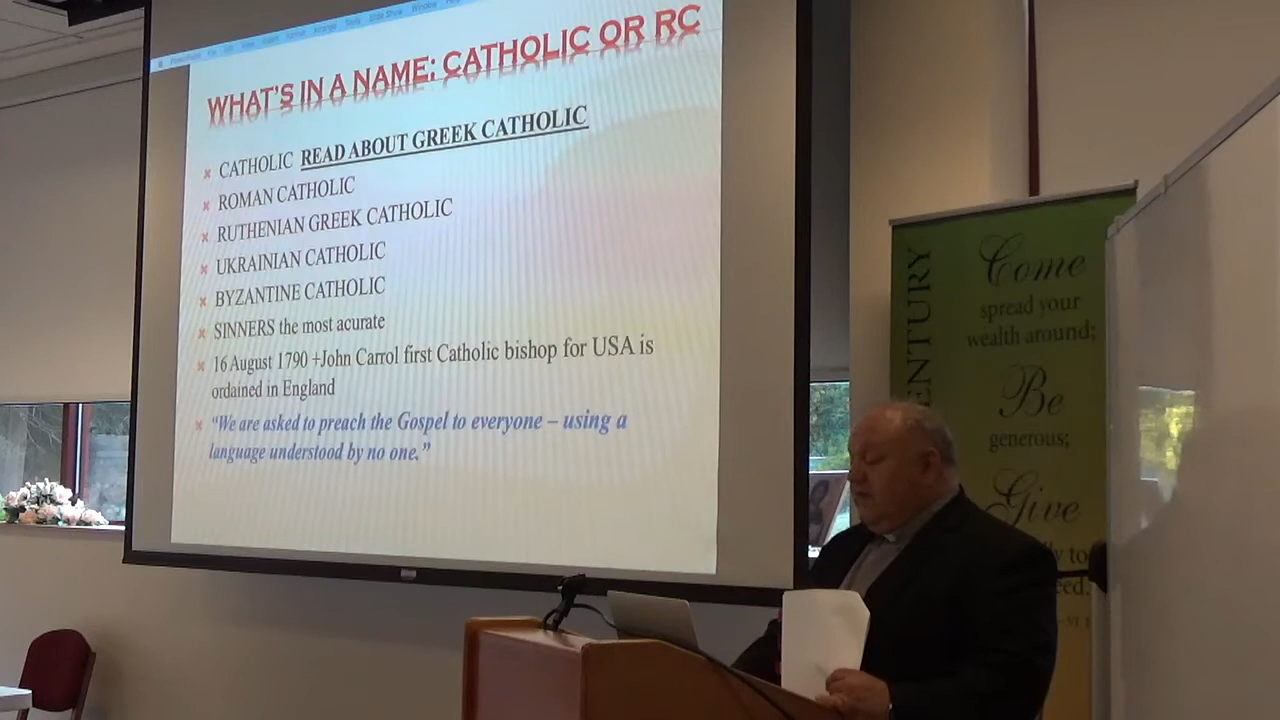 WHAT'S IN A NAME: CATHOLIC OR RC
CATHOLIC READ ABOUT GREEK CATHOLIC
ROMAN CATHOLIC
RUTHENIAN GREEK CATHOLIC
UKRAINIAN CATHOLIC
BYZANTINE CATHOLIC
SINNERS the most acurate
16 August 1790 +John Carrol first Catholic bishop for USA is
ordained in England
"We are asked to preach the Gospel to everyone – using a
language understood by no one."
ENTURY
Come
spread your
wealth around;
Be
generous;
Give
to